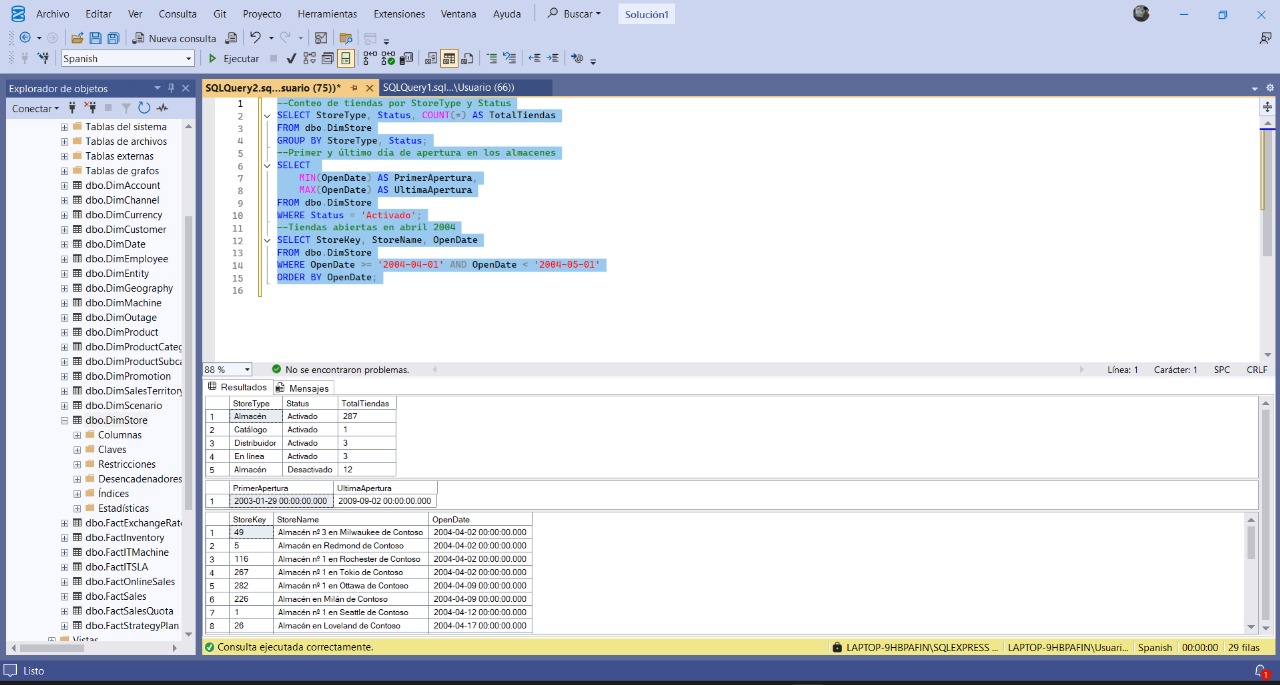 Archivo Editar Ver Consulta Git Proyecto Herramientas Extensiones Ventana Ayuda Buscar Solución1
Nueva consulta
Spanish Ejecutar
Explorador de objetos
Conectar
Tablas del sistema
Tablas de archivos
Tablas externas
Tablas de grafos
dbo.DimAccount
dbo.DimChannel
dbo.DimCurrency
dbo.DimCustomer
dbo.DimDate
dbo.DimEmployee
dbo.DimEntity
dbo.DimGeography
dbo.DimMachine
dbo.DimOutage
dbo.DimProduct
dbo.DimProductCateg
dbo.DimProductSubca
dbo.DimPromotion
dbo.DimSalesTerritory
dbo.DimScenario
dbo.DimStore
Columnas
Claves
Restricciones
Desencadenadores
Índices
Estadísticas
dbo.FactExchangeRat
dbo.FactInventory
dbo.FactITMachine
dbo.FactITSLA
dbo.FactOnlineSales
dbo.FactSales
dbo.FactSalesQuota
dbo.FactStrategyPlan
Vistas
SQLQuery2.sq...suario (75))* SQLQuery1.sql...\Usuario (66))
1 --Conteo de tiendas por StoreType y Status
2 SELECT StoreType, Status, COUNT(*) AS TotalTiendas
3 FROM dbo.DimStore
4 GROUP BY StoreType, Status;
5 --Primer y último día de apertura en los almacenes
6 SELECT
7 MIN(OpenDate) AS PrimerApertura,
8 MAX(OpenDate) AS UltimaApertura
9 FROM dbo.DimStore
10 WHERE Status = 'Activado';
11 --Tiendas abiertas en abril 2004
12 SELECT StoreKey, StoreName, OpenDate
13 FROM dbo.DimStore
14 WHERE OpenDate >= '2004-04-01' AND OpenDate < '2004-05-01'
15 ORDER BY OpenDate;
16
88 % No se encontraron problemas. Línea: 1 Carácter: 1 SPC CRLF
Resultados Mensajes
StoreType Status TotalTiendas
1 Almacén Activado 287
2 Catálogo Activado 1
3 Distribuidor Activado 3
4 En línea Activado 3
5 Almacén Desactivado 12
PrimerApertura UltimaApertura
1 2003-01-29 00:00:00.000 2009-09-02 00:00:00.000
StoreKey StoreName OpenDate
1 49 Almacén nº 3 en Milwaukee de Contoso 2004-04-02 00:00:00.000
2 5 Almacén en Redmond de Contoso 2004-04-02 00:00:00.000
3 116 Almacén nº 1 en Rochester de Contoso 2004-04-02 00:00:00.000
4 267 Almacén nº 1 en Tokio de Contoso 2004-04-02 00:00:00.000
5 282 Almacén nº 1 en Ottawa de Contoso 2004-04-09 00:00:00.000
6 226 Almacén en Milán de Contoso 2004-04-09 00:00:00.000
7 1 Almacén nº 1 en Seattle de Contoso 2004-04-12 00:00:00.000
8 26 Almacén en Loveland de Contoso 2004-04-17 00:00:00.000
Consulta ejecutada correctamente. LAPTOP-9HBPAFIN\SQLEXPRESS ... LAPTOP-9HBPAFIN\Usuari... Spanish 00:00:00 29 filas
Listo 1